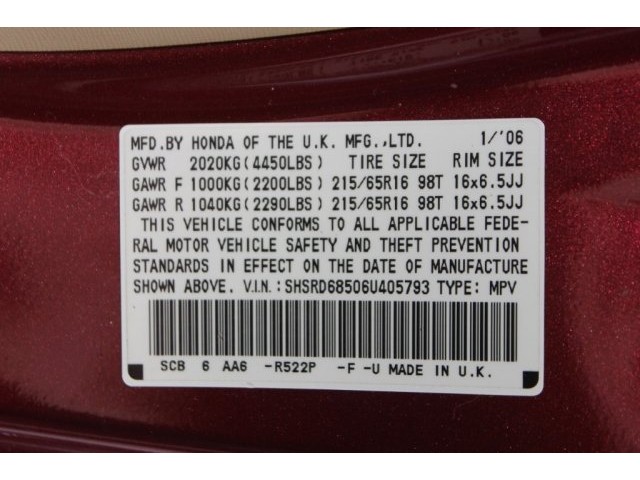 MFD.BY HONDA OF THE U.K. MFG.,LTD. 1/'06
GVWR 2020KG(4450LBS) TIRE SIZE RIM SIZE
GAWR F 1000KG(2200LBS) 215/65R16 98T 16x6.5JJ
GAWR R 1040KG(2290LBS) 215/65R16 98T 16x6.5JJ
THIS VEHICLE CONFORMS TO ALL APPLICABLE FEDE-
RAL MOTOR VEHICLE SAFETY AND THEFT PREVENTION
STANDARDS IN EFFECT ON THE DATE OF MANUFACTURE
SHOWN ABOVE. V.I.N.:SHSRD68506U405793 TYPE: MPV
SCB 6 AA6 -R522P -F -U MADE IN U.K.